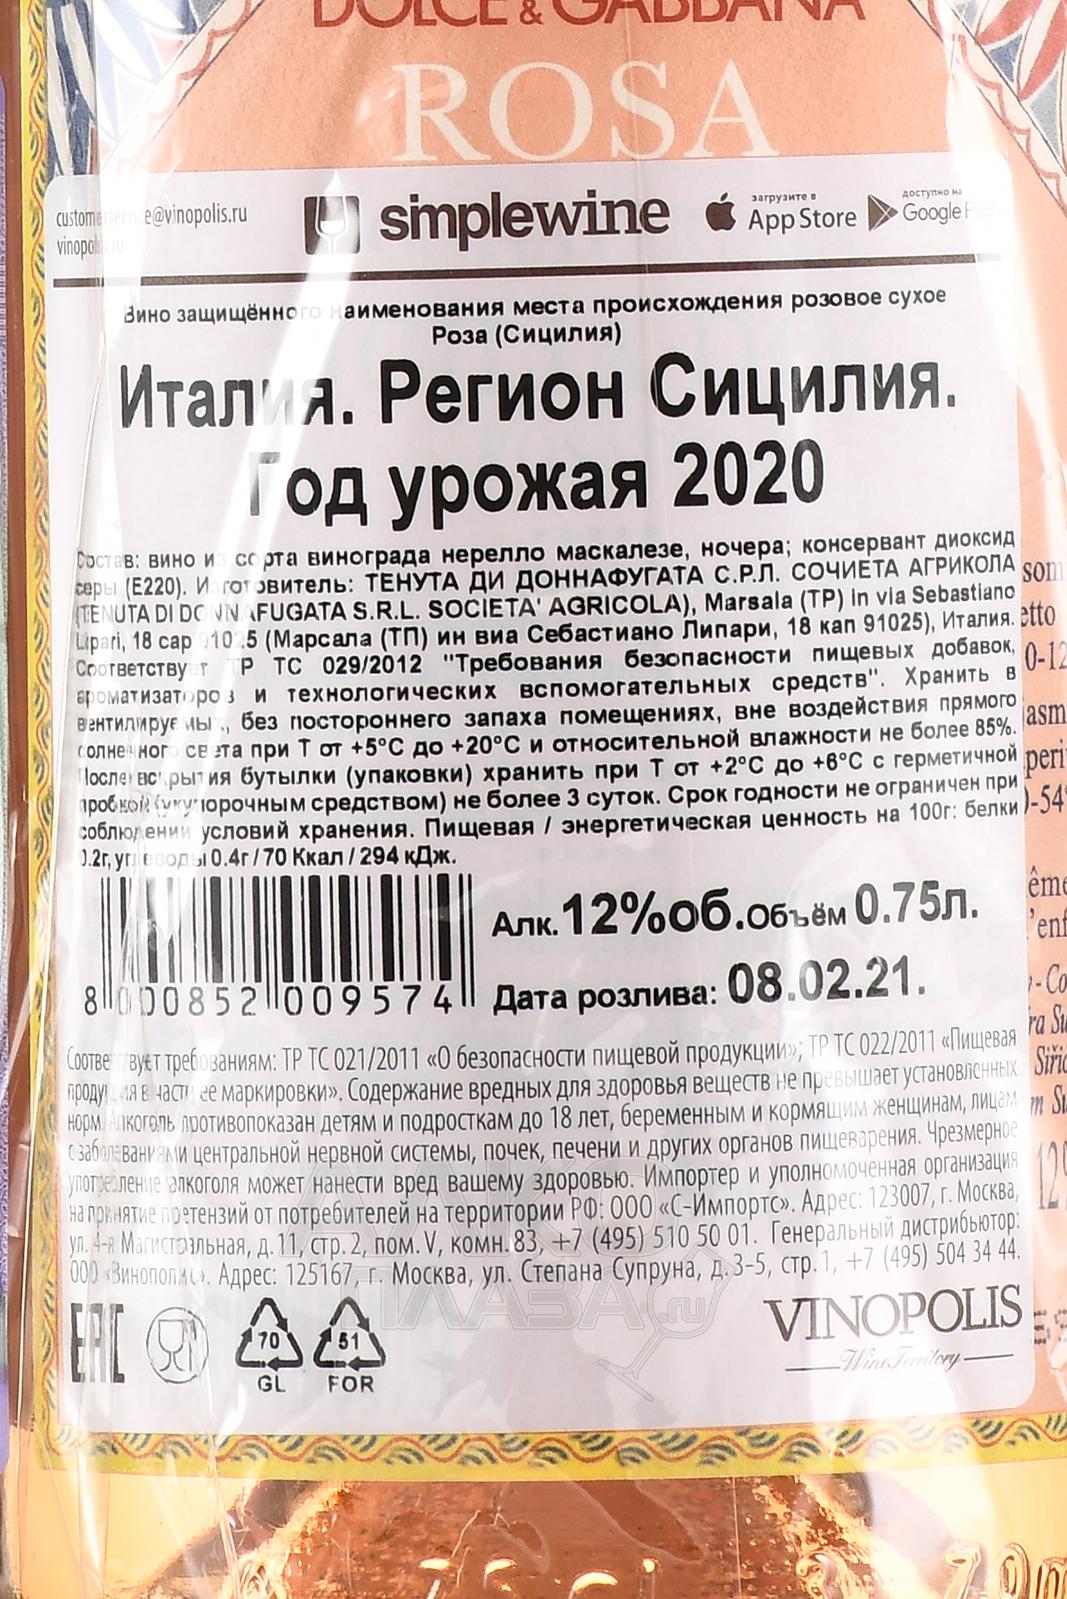 DOLCE & GABBANA
ROSA
customerservice@vinopolis.ru
vinopolis.ru
simplewine
загрузите в
App Store
доступно на
Google Play
Вино защищённого наименования места происхождения розовое сухое
Роза (Сицилия)
Италия. Регион Сицилия.
Год урожая 2020
Состав: вино из сорта винограда нерелло маскалезе, ночера; консервант диоксид
серы (Е220). Изготовитель: ТЕНУТА ДИ ДОННАФУГАТА С.Р.Л. СОЧИЕТА АГРИКОЛА
(TENUTA DI DONNAFUGATA S.R.L. SOCIETA' AGRICOLA), Marsala (TP) in via Sebastiano
Lipari, 18 cap 91025 (Марсала (ТП) ин виа Себастиано Липари, 18 кап 91025), Италия.
Соответствует ТР ТС 029/2012 "Требования безопасности пищевых добавок,
ароматизаторов и технологических вспомогательных средств". Хранить в
вентилируемых, без постороннего запаха помещениях, вне воздействия прямого
солнечного света при Т от +5°С до +20°С и относительной влажности не более 85%.
После вскрытия бутылки (упаковки) хранить при Т от +2°С до +6°С с герметичной
пробкой (укупорочным средством) не более 3 суток. Срок годности не ограничен при
соблюдении условий хранения. Пищевая / энергетическая ценность на 100г: белки
0.2г, углеводы 0.4г / 70 Ккал / 294 кДж.
Алк. 12%об. Объём 0.75л.
8 000852 009574
Дата розлива: 08.02.21.
Соответствует требованиям: ТР ТС 021/2011 «О безопасности пищевой продукции»; ТР ТС 022/2011 «Пищевая
продукция в части ее маркировки». Содержание вредных для здоровья веществ не превышает установленных
норм. Алкоголь противопоказан детям и подросткам до 18 лет, беременным и кормящим женщинам, лицам
с заболеваниями центральной нервной системы, почек, печени и других органов пищеварения. Чрезмерное
употребление алкоголя может нанести вред вашему здоровью. Импортер и уполномоченная организация
на принятие претензий от потребителей на территории РФ: ООО «С-Импортс». Адрес: 123007, г. Москва,
ул. 4-я Магистральная, д. 11, стр. 2, пом. V, комн. 83, +7 (495) 510 50 01. Генеральный дистрибьютор:
ООО «Винополис». Адрес: 125167, г. Москва, ул. Степана Супруна, д. 3-5, стр. 1, +7 (495) 504 34 44.
АЛКО
ПЛАЗА.ru
EAC
70
GL
51
FOR
VINOPOLIS
Wine Territory